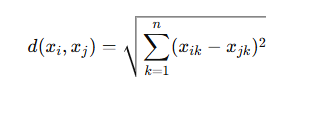 d(x_i, x_j) = \sqrt{\sum_{k=1}^{n} (x_{ik} - x_{jk})^2}